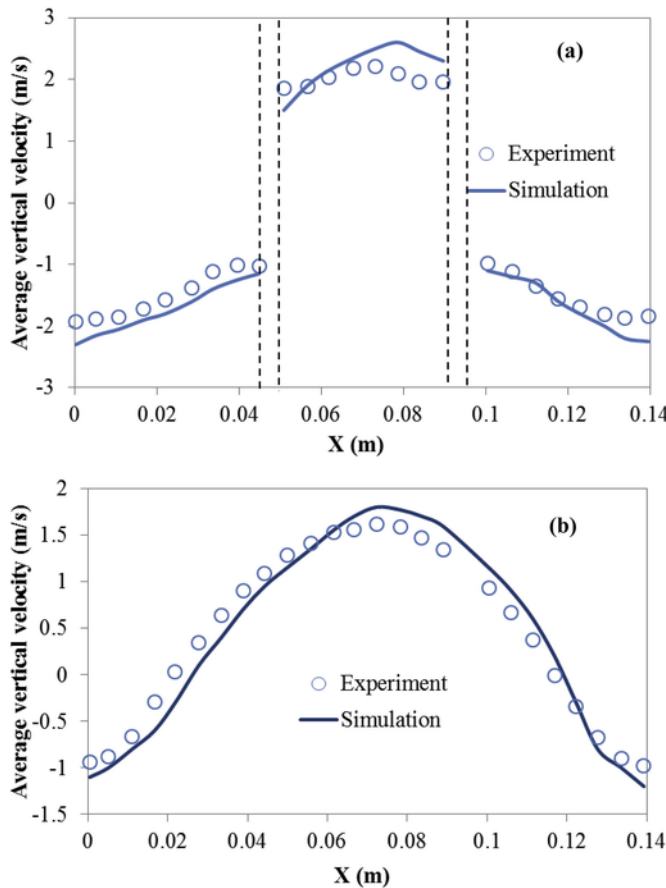 3
(a)
2
1
Experiment
0
Simulation
-1
-2
-3
0 0.02 0.04 0.06 0.08 0.1 0.12 0.14
X (m)
Average vertical velocity (m/s)
2
(b)
1.5
1
0.5
0
Experiment
-0.5
Simulation
-1
-1.5
0 0.02 0.04 0.06 0.08 0.1 0.12 0.14
X (m)
Average vertical velocity (m/s)